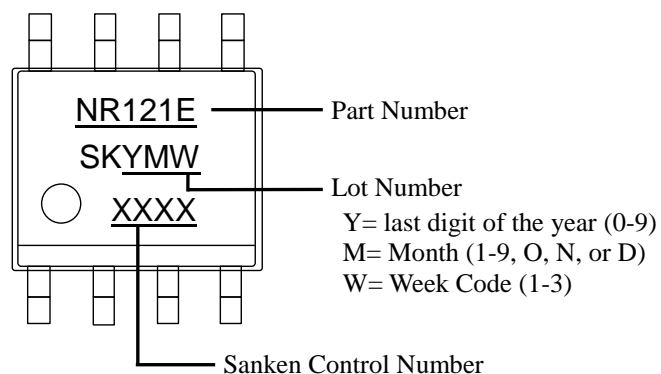 NR121E
Part Number
SKYMW
Lot Number
XXXX
Y= last digit of the year (0-9)
M= Month (1-9, O, N, or D)
W= Week Code (1-3)
Sanken Control Number